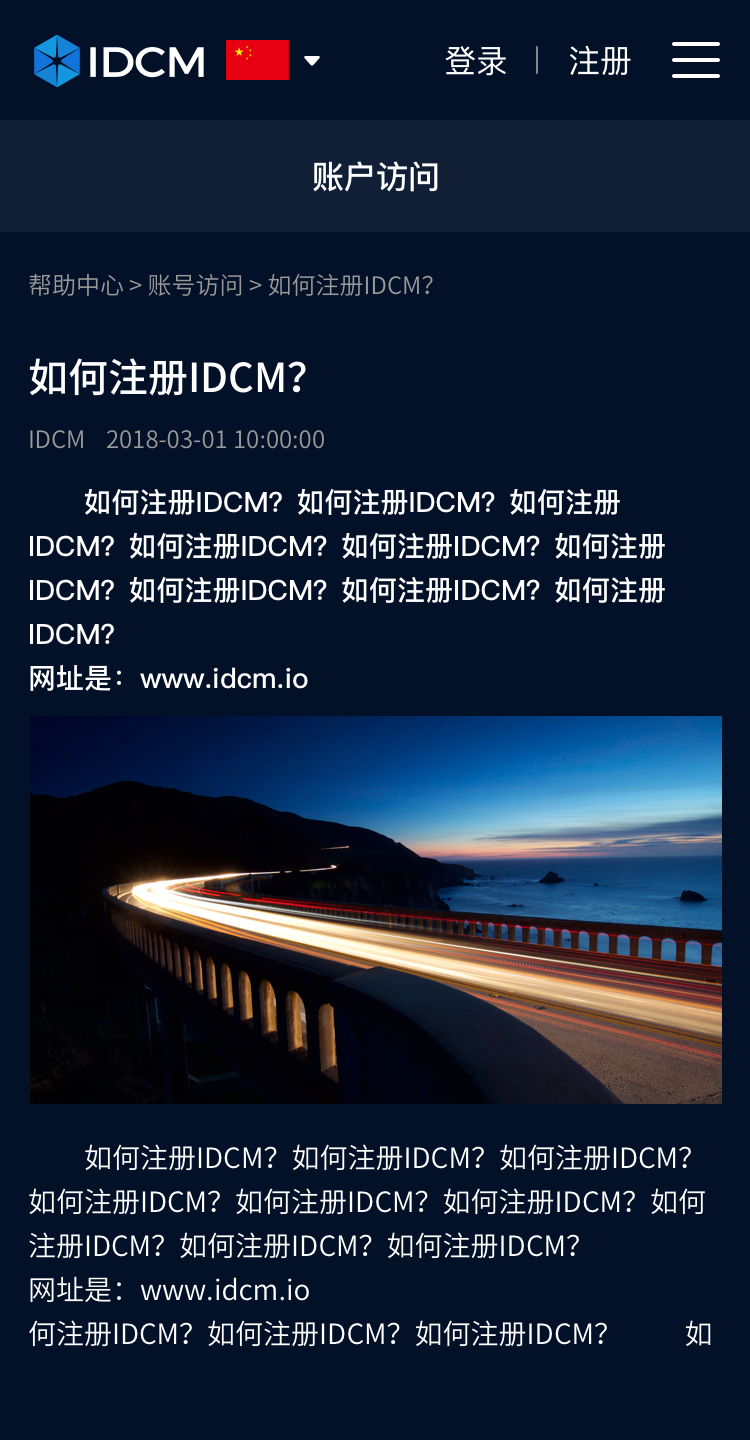 IDCM
登录 | 注册
账户访问
帮助中心 > 账号访问 > 如何注册IDCM？
如何注册IDCM？
IDCM 2018-03-01 10:00:00
如何注册IDCM？如何注册IDCM？如何注册
IDCM？如何注册IDCM？如何注册IDCM？如何注册
IDCM？如何注册IDCM？如何注册IDCM？如何注册
IDCM？
网址是：www.idcm.io
如何注册IDCM？如何注册IDCM？如何注册IDCM？
如何注册IDCM？如何注册IDCM？如何注册IDCM？如何
注册IDCM？如何注册IDCM？如何注册IDCM？
网址是：www.idcm.io
何注册IDCM？如何注册IDCM？如何注册IDCM？ 如